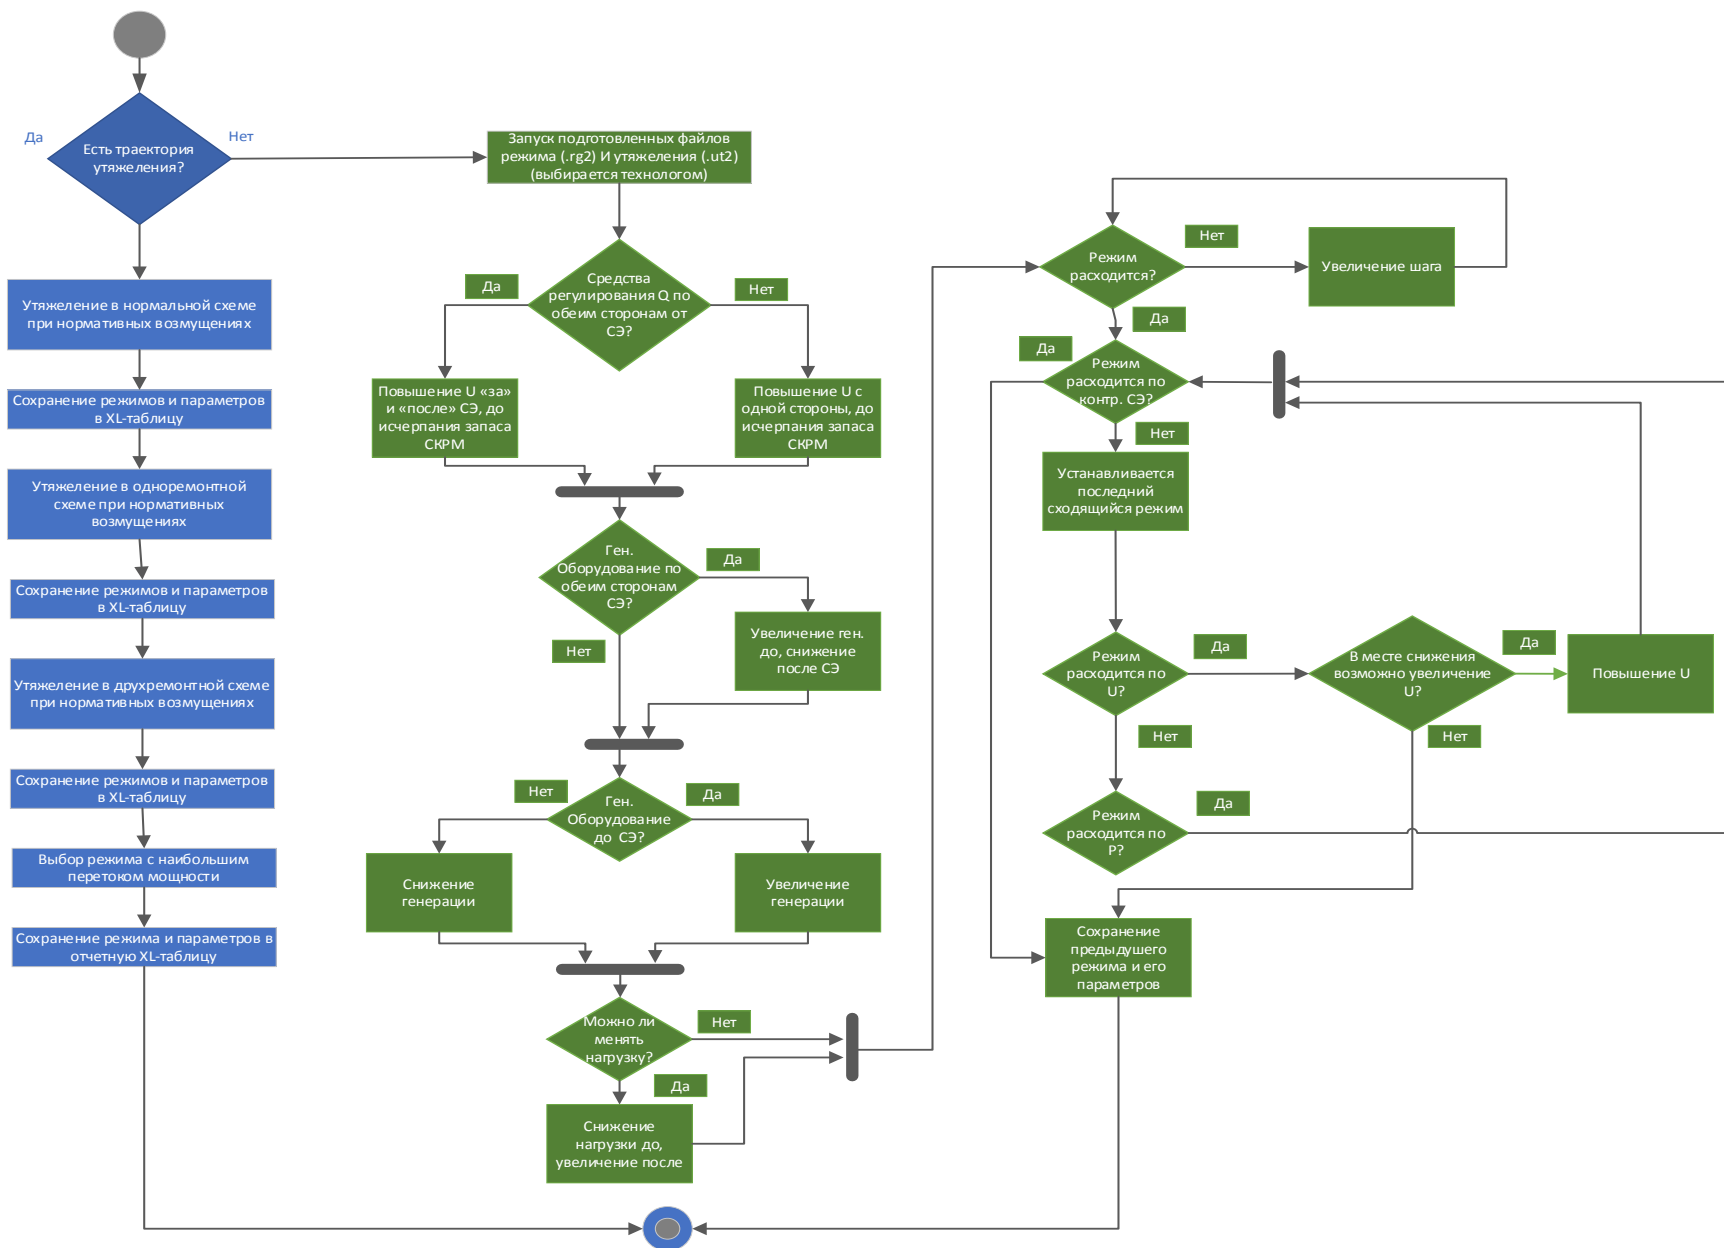 Есть траектория
утяжеления?
Да
Нет
Утяжеление в нормальной схеме
при нормативных возмущениях
Сохранение режимов и параметров
в XL-таблицу
Утяжеление в одноремонтной
схеме при нормативных
возмущениях
Сохранение режимов и параметров
в XL-таблицу
Утяжеление в друхремонтной схеме
при нормативных возмущениях
Сохранение режимов и параметров
в XL-таблицу
Выбор режима с наибольшим
перетоком мощности
Сохранение режима и параметров в
отчетную XL-таблицу
Запуск подготовленных файлов
режима (.rg2) И утяжеления (.ut2)
(выбирается технологом)
Средства
регулирования Q по
обеим сторонам от
СЭ?
Да
Нет
Повышение U «за»
и «после» СЭ, до
исчерпания запаса
СКРМ
Повышение U с
одной стороны, до
исчерпания запаса
СКРМ
Ген.
Оборудование по
обеим сторонам
СЭ?
Да
Нет
Увеличение ген.
до, снижение
после СЭ
Ген.
Оборудование
до СЭ?
Нет
Да
Снижение
генерации
Увеличение
генерации
Можно ли
менять
нагрузку?
Нет
Да
Снижение
нагрузки до,
увеличение после
Режим
расходится?
Нет
Увеличение шага
Да
Режим
расходится по
контр. СЭ?
Да
Нет
Устанавливается
последний
сходящийся режим
Режим
расходится по
U?
Да
Нет
В месте снижения
возможно увеличение
U?
Да
Нет
Повышение U
Режим
расходится по
P?
Да
Сохранение
предыдушего
режима и его
параметров